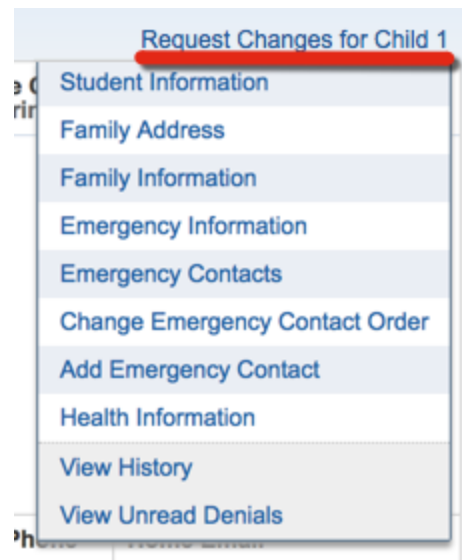 Request Changes for Child 1
Student Information
Family Address
Family Information
Emergency Information
Emergency Contacts
Change Emergency Contact Order
Add Emergency Contact
Health Information
View History
View Unread Denials